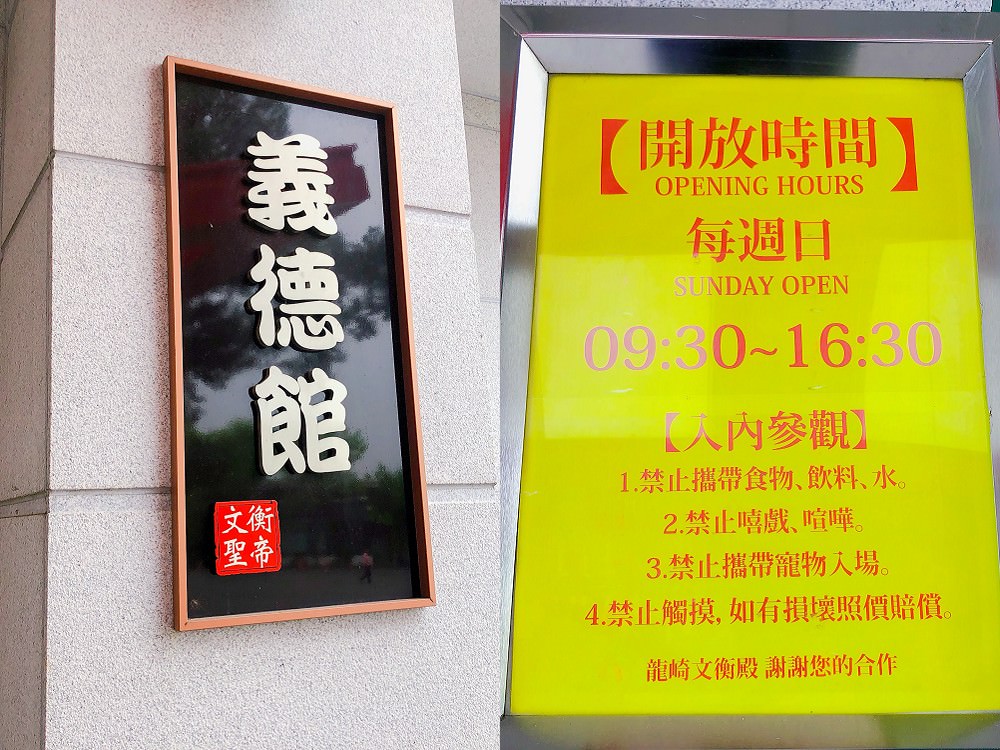 義德館
文衡
聖帝
【開放時間】
OPENING HOURS
每週日
SUNDAY OPEN
09:30~16:30
【入內參觀】
1.禁止攜帶食物、飲料、水。
2.禁止嘻戲、喧嘩。
3.禁止攜帶寵物入場。
4.禁止觸摸,如有損壞照價賠償。
龍崎文衡殿 謝謝您的合作